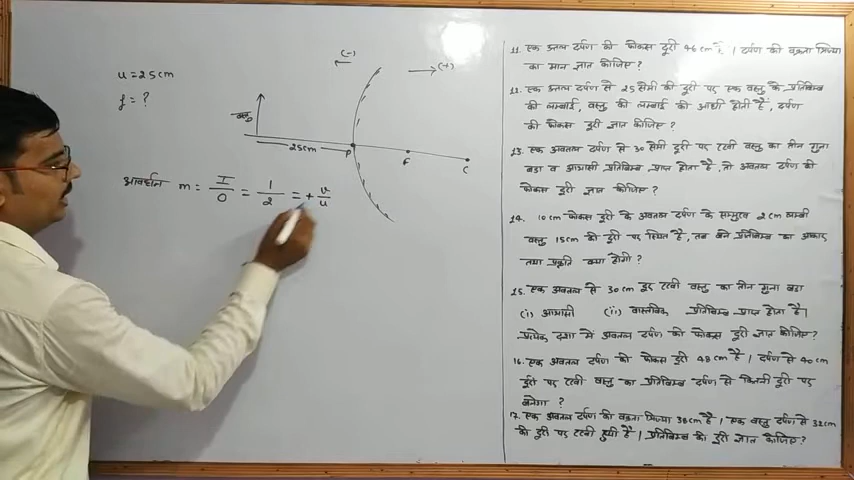 u = 25cm
f = ?
(-)
(+)
वस्तु
25cm
P
F
C
आवर्धन m = I/O = 1/2 = + v/u
11. एक उत्तल दर्पण की फोकस दूरी 46 cm है । दर्पण की वक्रता त्रिज्या
का मान ज्ञात कीजिए ?
12. एक उत्तल दर्पण से 25 सेमी की दूरी पर एक वस्तु के प्रतिबिम्ब
की लम्बाई, वस्तु की लम्बाई की आधी होती है, दर्पण
की फोकस दूरी ज्ञात कीजिए ?
13. एक अवतल दर्पण से 30 सेमी दूरी पर रखी वस्तु का तीन गुना
बडा व आभासी प्रतिबिम्ब प्राप्त होता है, तो अवतल दर्पण की
फोकस दूरी ज्ञात कीजिए ?
14. 10 cm फोकस दूरी के अवतल दर्पण के सम्मुख 2 cm लम्बी
वस्तु 15 cm की दूरी पर स्थित है, तब बने प्रतिबिम्ब का आकार
तथा प्रकृति क्या होगी ?
15. एक अवतल से 30 cm दूर रखी वस्तु का तीन गुना बडा
(i) आभासी (ii) वास्तविक प्रतिबिम्ब प्राप्त होता है।
प्रत्येक दशा में अवतल दर्पण की फोकस दूरी ज्ञात कीजिए ?
16. एक अवतल दर्पण की फोकस दूरी 48 cm है । दर्पण से 40 cm
दूरी पर रखी वस्तु का प्रतिबिम्ब दर्पण से कितनी दूरी पर
बनेगा ?
17. एक अवतल दर्पण की वक्रता त्रिज्या 38 cm है । एक वस्तु दर्पण से 32 cm
की दूरी पर रखी हुयी है । प्रतिबिम्ब की दूरी ज्ञात कीजिए ?